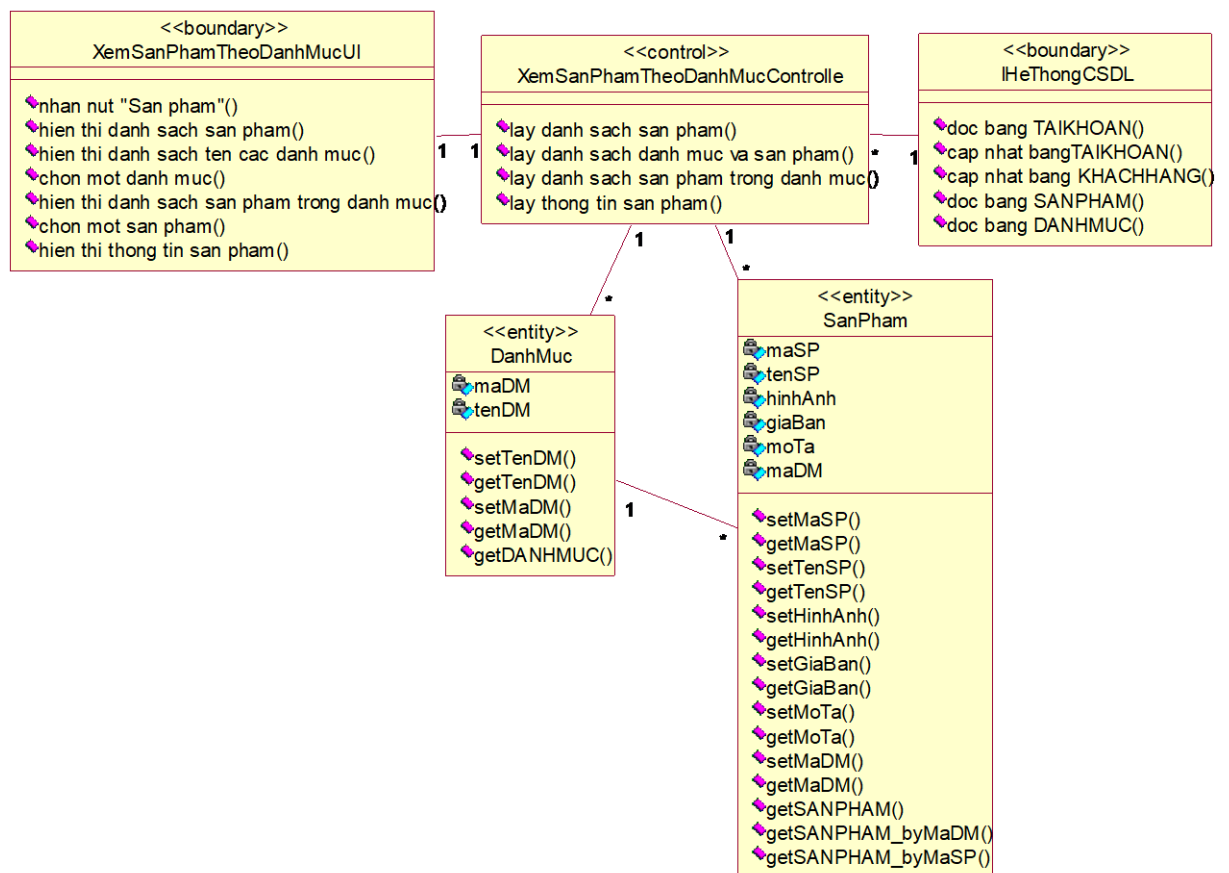 <<boundary>>
XemSanPhamTheoDanhMucUI
nhan nut "San pham"()
hien thi danh sach san pham()
hien thi danh sach ten cac danh muc()
chon mot danh muc()
hien thi danh sach san pham trong danh muc()
chon mot san pham()
hien thi thong tin san pham()
1
1
<<control>>
XemSanPhamTheoDanhMucControlle
lay danh sach san pham()
lay danh sach danh muc va san pham()
lay danh sach san pham trong danh muc()
lay thong tin san pham()
*
1
<<boundary>>
IHeThongCSDL
doc bang TAIKHOAN()
cap nhat bangTAIKHOAN()
cap nhat bang KHACHHANG()
doc bang SANPHAM()
doc bang DANHMUC()
1
*
1
*
<<entity>>
DanhMuc
maDM
tenDM
setTenDM()
getTenDM()
setMaDM()
getMaDM()
getDANHMUC()
1
*
<<entity>>
SanPham
maSP
tenSP
hinhAnh
giaBan
moTa
maDM
setMaSP()
getMaSP()
setTenSP()
getTenSP()
setHinhAnh()
getHinhAnh()
setGiaBan()
getGiaBan()
setMoTa()
getMoTa()
setMaDM()
getMaDM()
getSANPHAM()
getSANPHAM_byMaDM()
getSANPHAM_byMaSP()